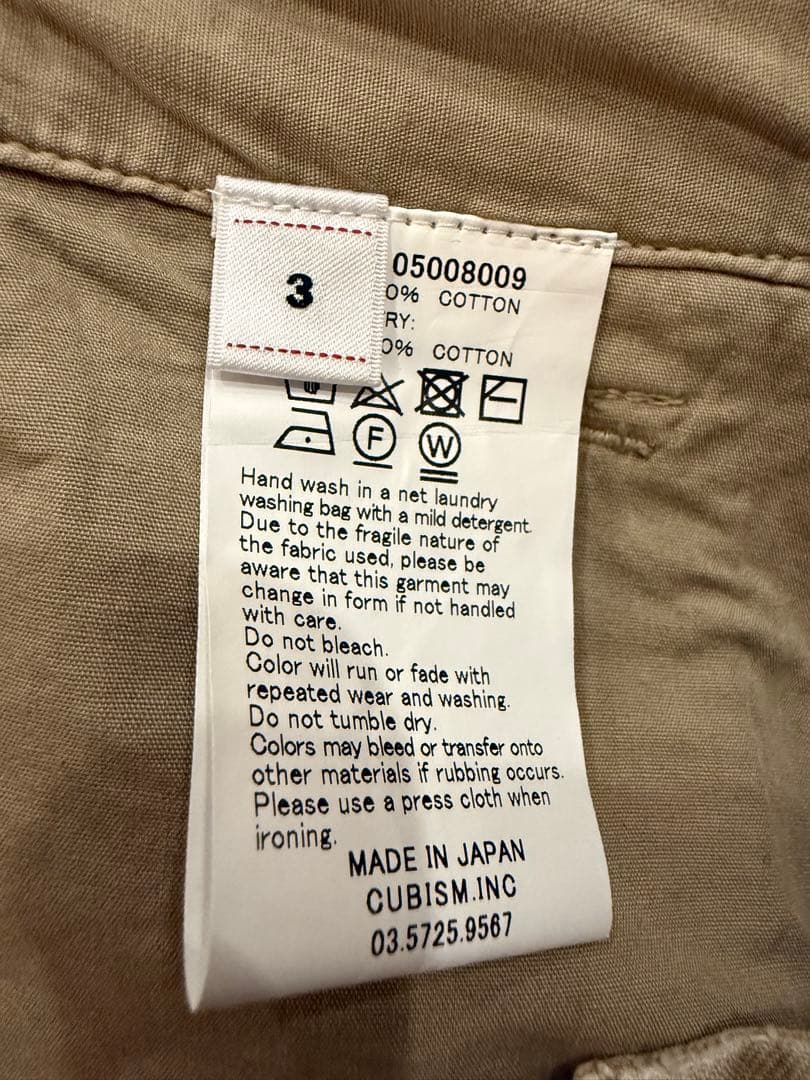 3
05008009
0% COTTON
RY:
0% COTTON
F
W
Hand wash in a net laundry
washing bag with a mild detergent.
Due to the fragile nature of
the fabric used, please be
aware that this garment may
change in form if not handled
with care.
Do not bleach.
Color will run or fade with
repeated wear and washing.
Do not tumble dry.
Colors may bleed or transfer onto
other materials if rubbing occurs.
Please use a press cloth when
ironing.
MADE IN JAPAN
CUBISM.INC
03.5725.9567